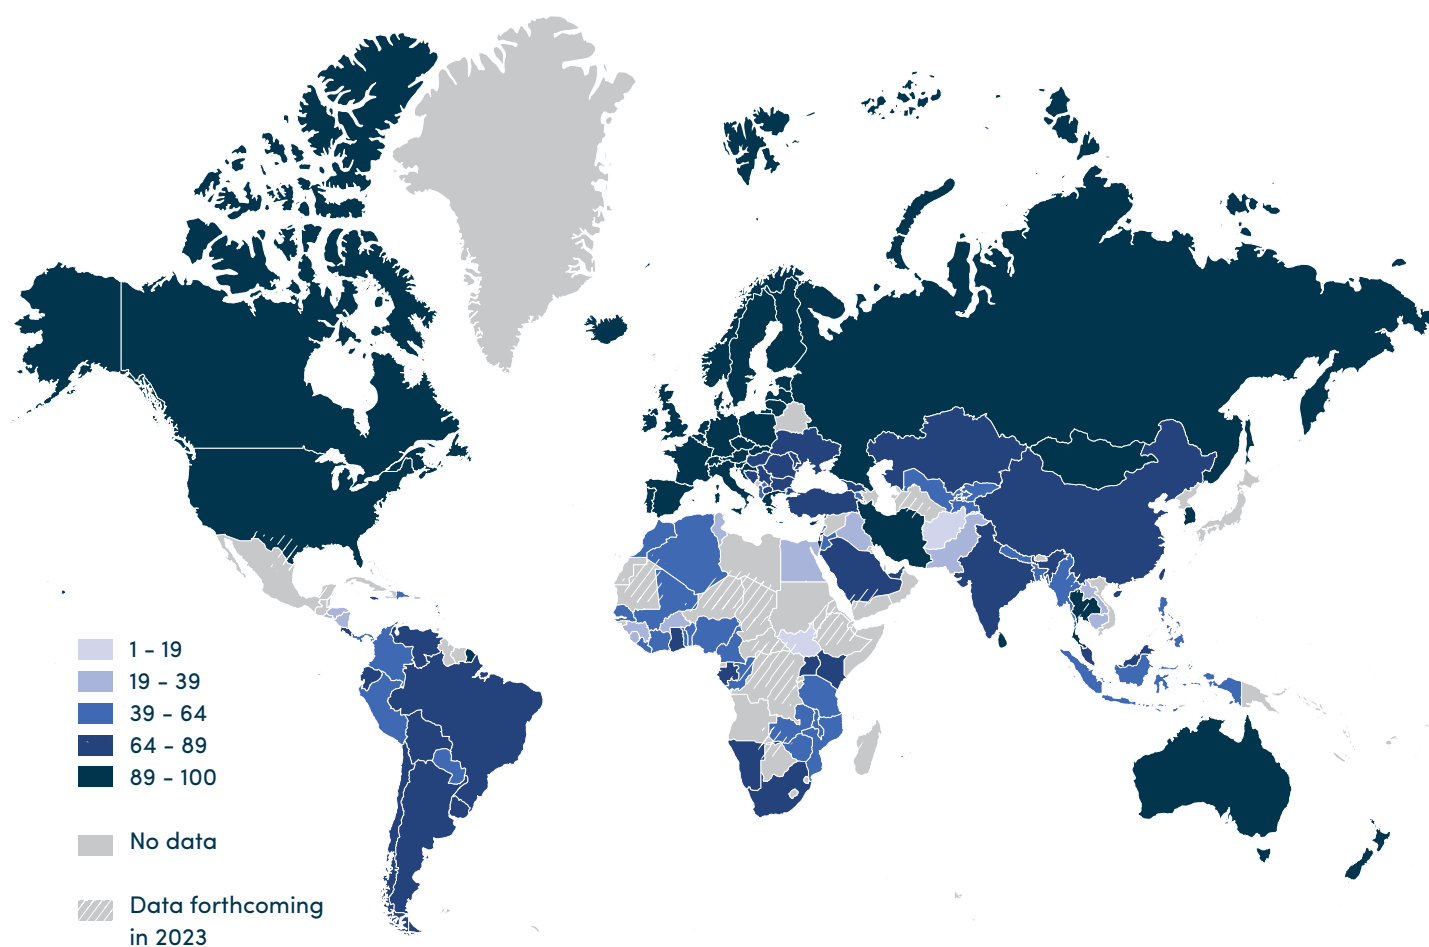 1 – 19
19 – 39
39 – 64
64 – 89
89 – 100
No data
Data forthcoming
in 2023